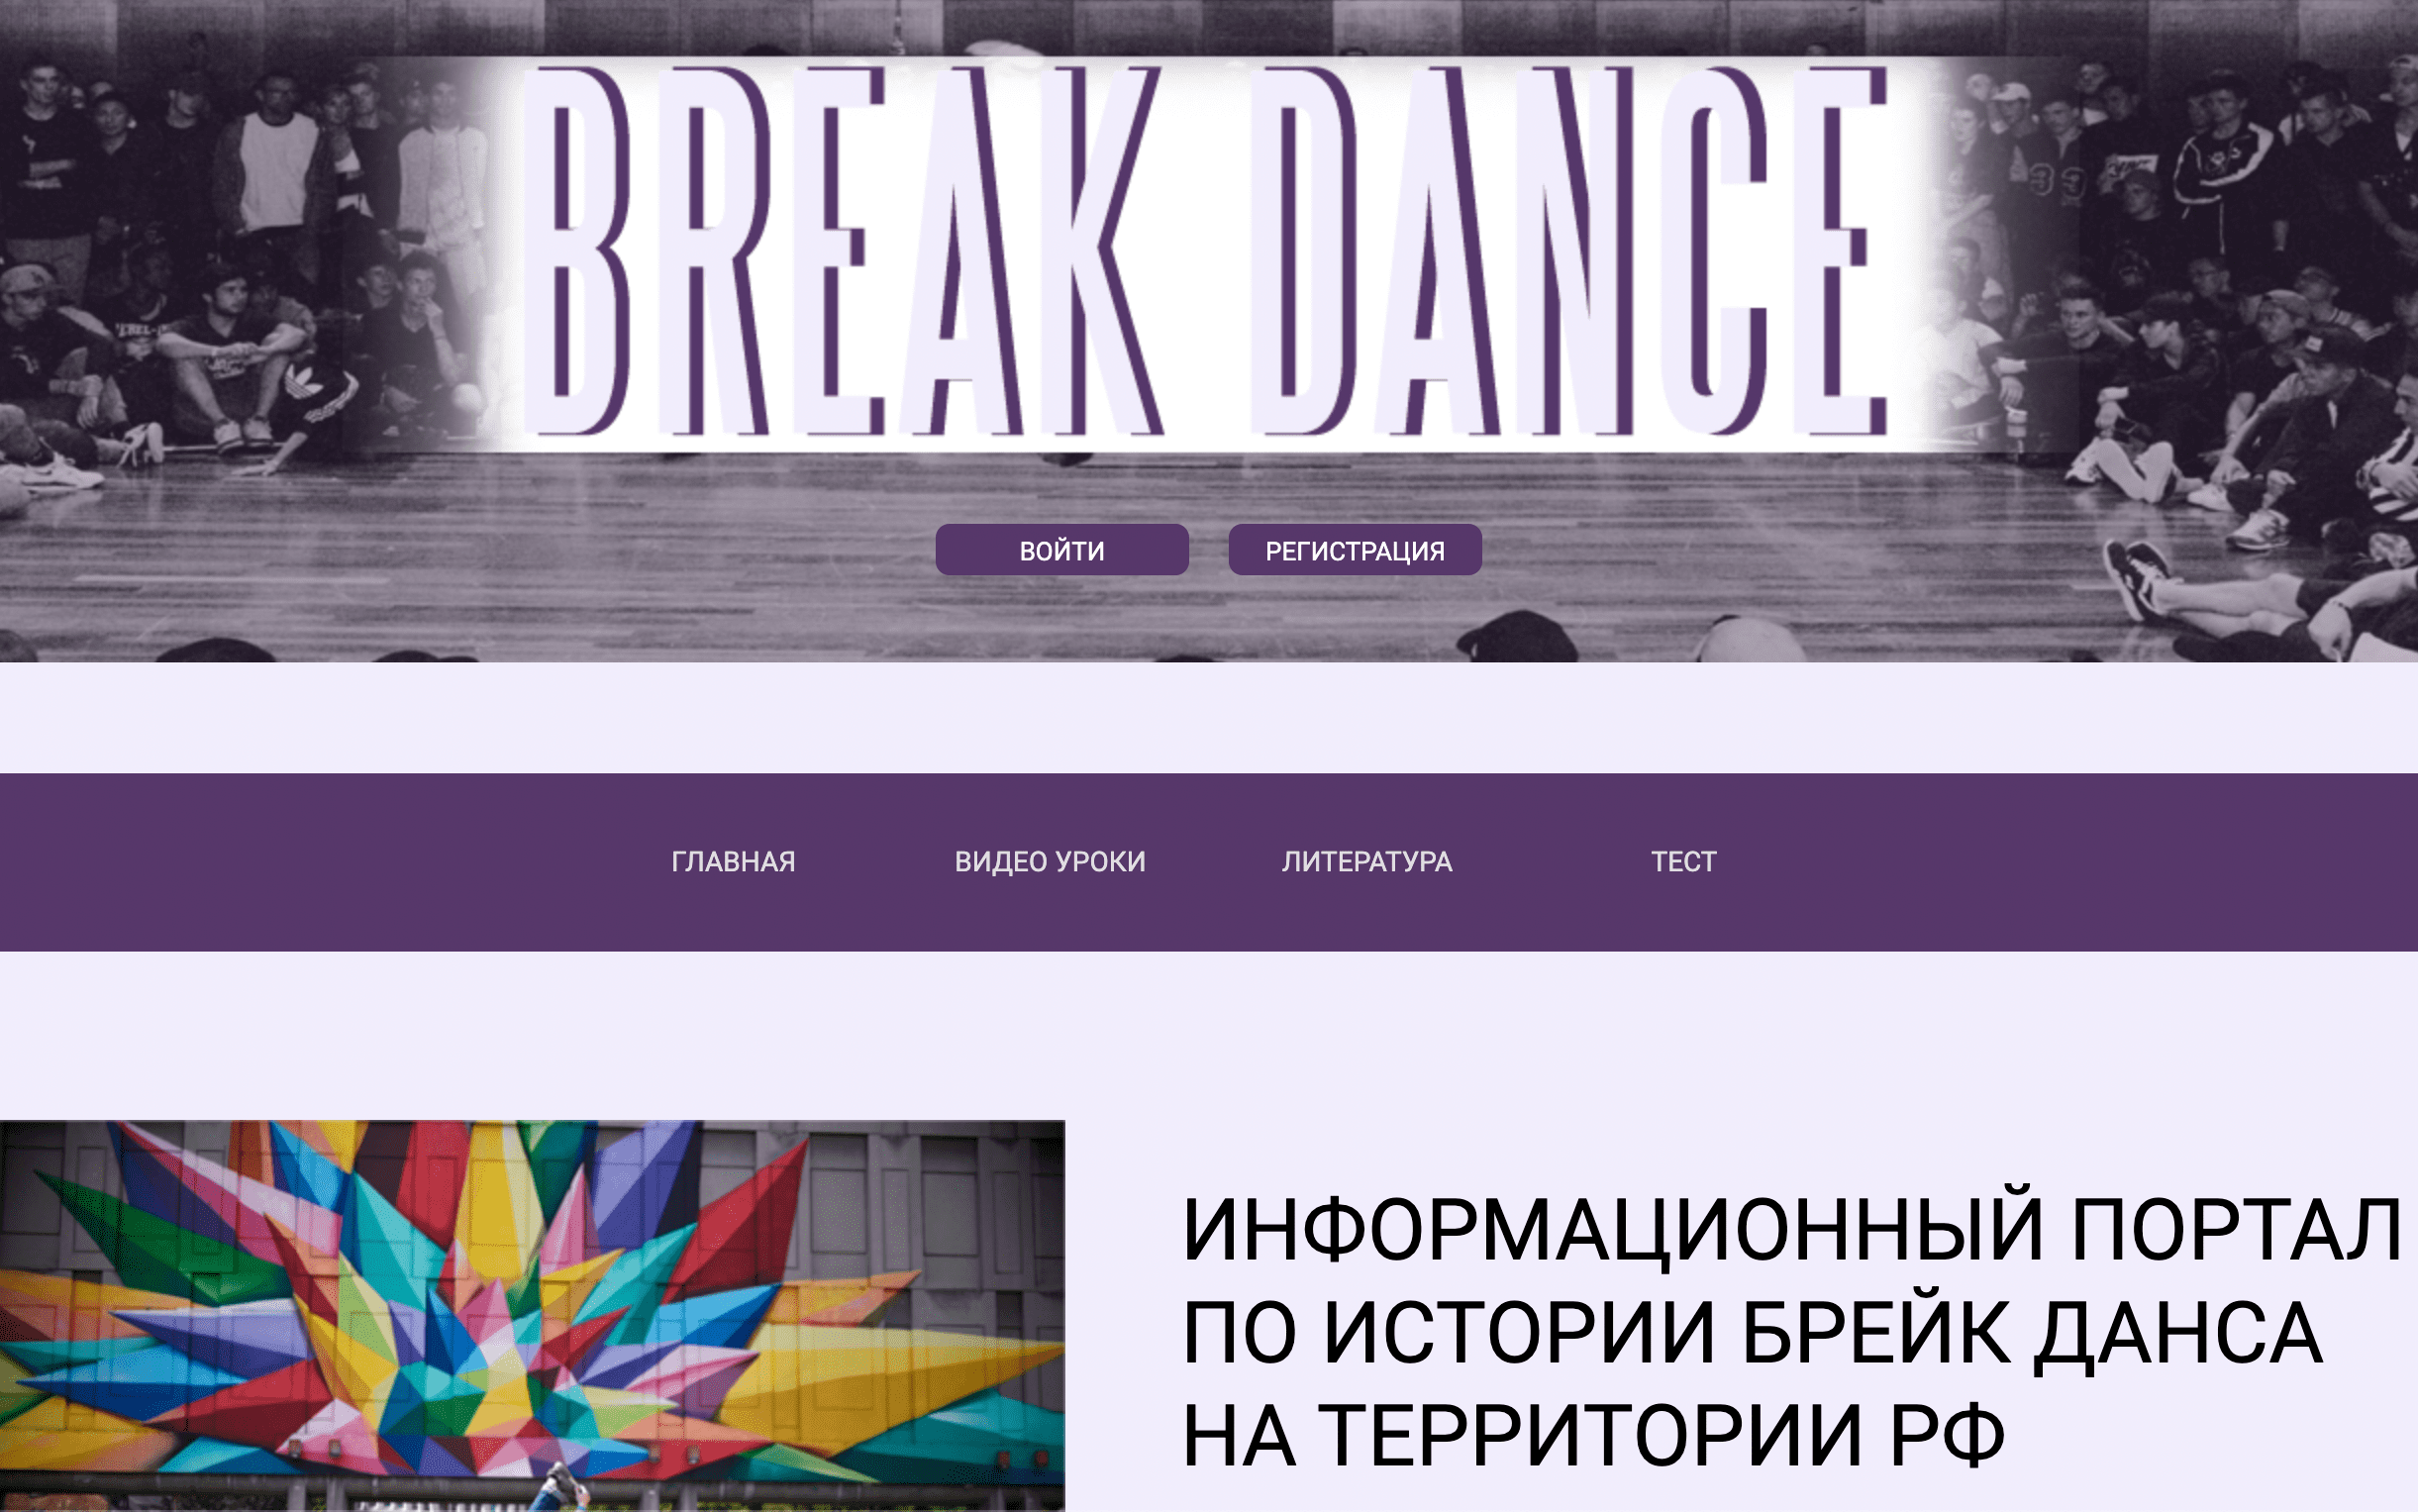 BREAK DANCE
ВОЙТИ РЕГИСТРАЦИЯ
ГЛАВНАЯ ВИДЕО УРОКИ ЛИТЕРАТУРА ТЕСТ
ИНФОРМАЦИОННЫЙ ПОРТАЛ
ПО ИСТОРИИ БРЕЙК ДАНСА
НА ТЕРРИТОРИИ РФ